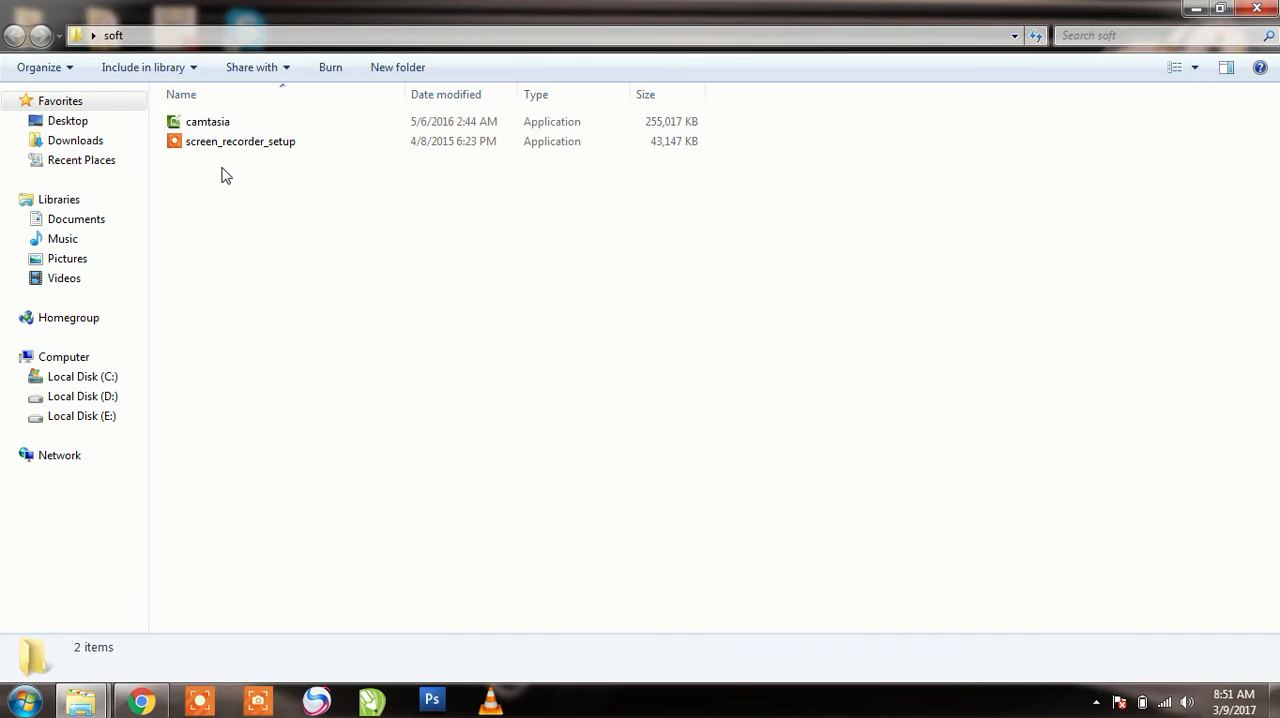 soft
Search soft
Organize Include in library Share with Burn New folder
Name Date modified Type Size
camtasia 5/6/2016 2:44 AM Application 255,017 KB
screen_recorder_setup 4/8/2015 6:23 PM Application 43,147 KB
Favorites
Desktop
Downloads
Recent Places
Libraries
Documents
Music
Pictures
Videos
Homegroup
Computer
Local Disk (C:)
Local Disk (D:)
Local Disk (E:)
Network
2 items
Ps
8:51 AM
3/9/2017